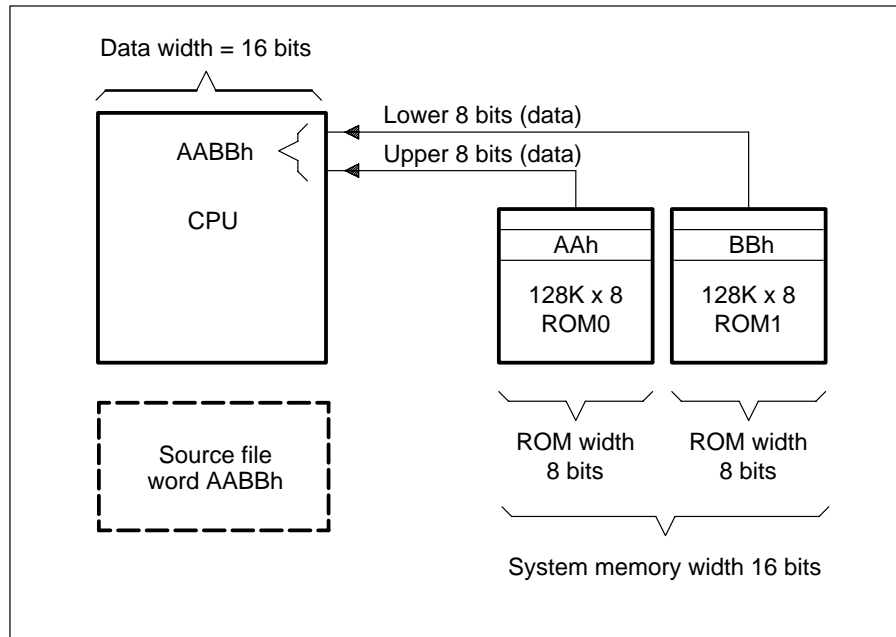 Data width = 16 bits
Lower 8 bits (data)
AABBh
Upper 8 bits (data)
CPU
AAh
BBh
128K x 8
ROM0
128K x 8
ROM1
Source file
word AABBh
ROM width
8 bits
ROM width
8 bits
System memory width 16 bits